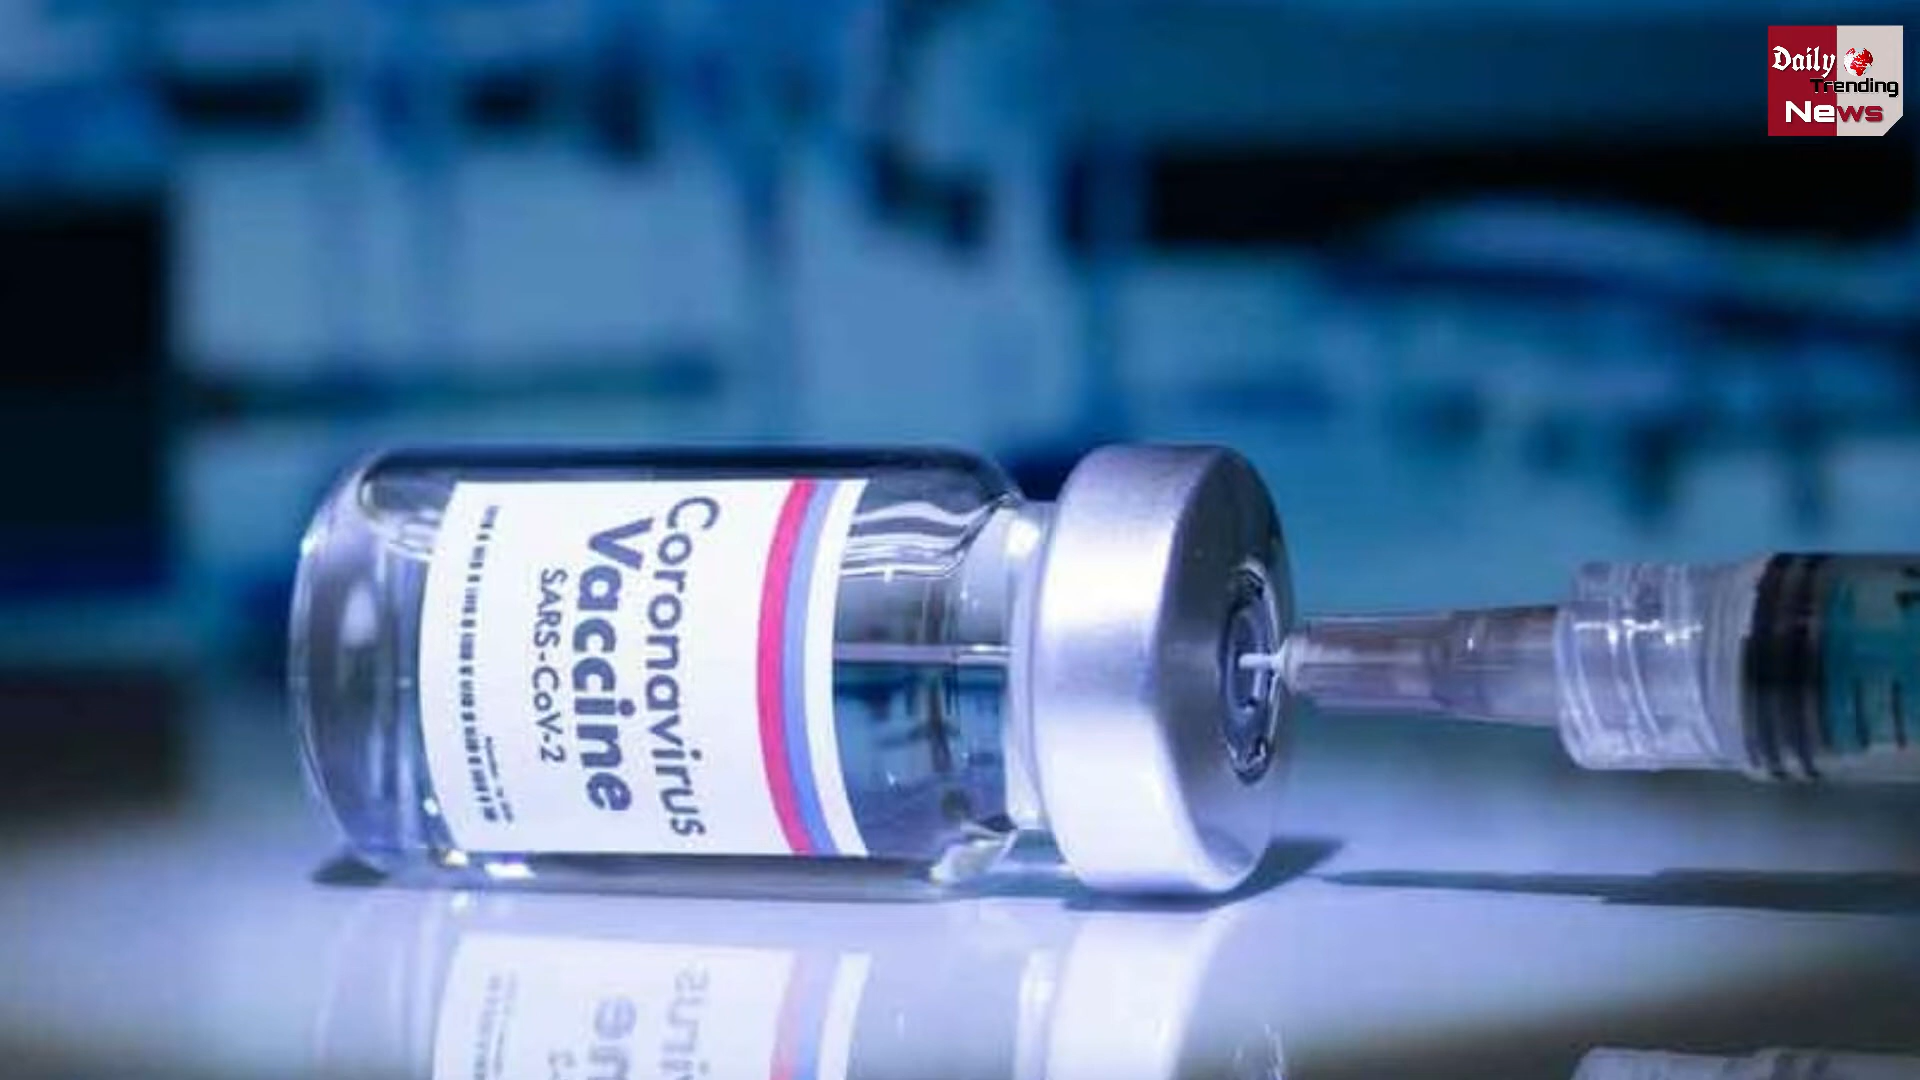 Daily
Trending
News
Coronavirus
Vaccine
SARS-CoV-2